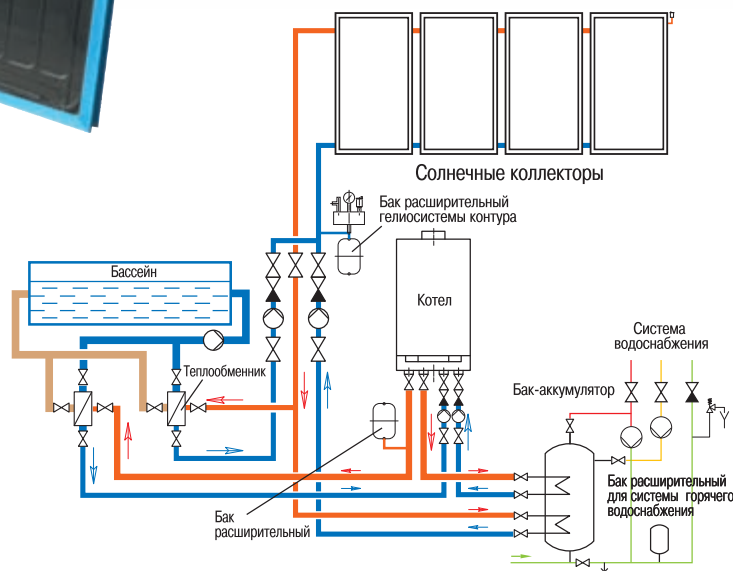 Солнечные коллекторы
Бак расширительный
гелиосистемы контура
Бассейн
Котел
Система
водоснабжения
Теплообменник
Бак-аккумулятор
Бак расширительный
для системы горячего
водоснабжения
Бак
расширительный